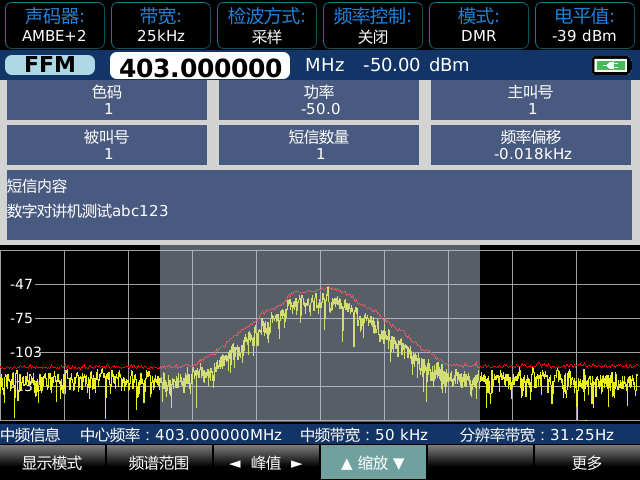 声码器: 带宽: 检波方式: 频率控制: 模式: 电平值:
AMBE+2 25kHz 采样 关闭 DMR -39 dBm
FFM 403.000000 MHz -50.00 dBm
色码 功率 主叫号
1 -50.0 1
被叫号 短信数量 频率偏移
1 1 -0.018kHz
短信内容
数字对讲机测试abc123
-47
-75
-103
中频信息 中心频率：403.000000MHz 中频带宽：50 kHz 分辨率带宽：31.25Hz
显示模式 频谱范围 ◄ 峰值 ► ▲ 缩放 ▼ 更多